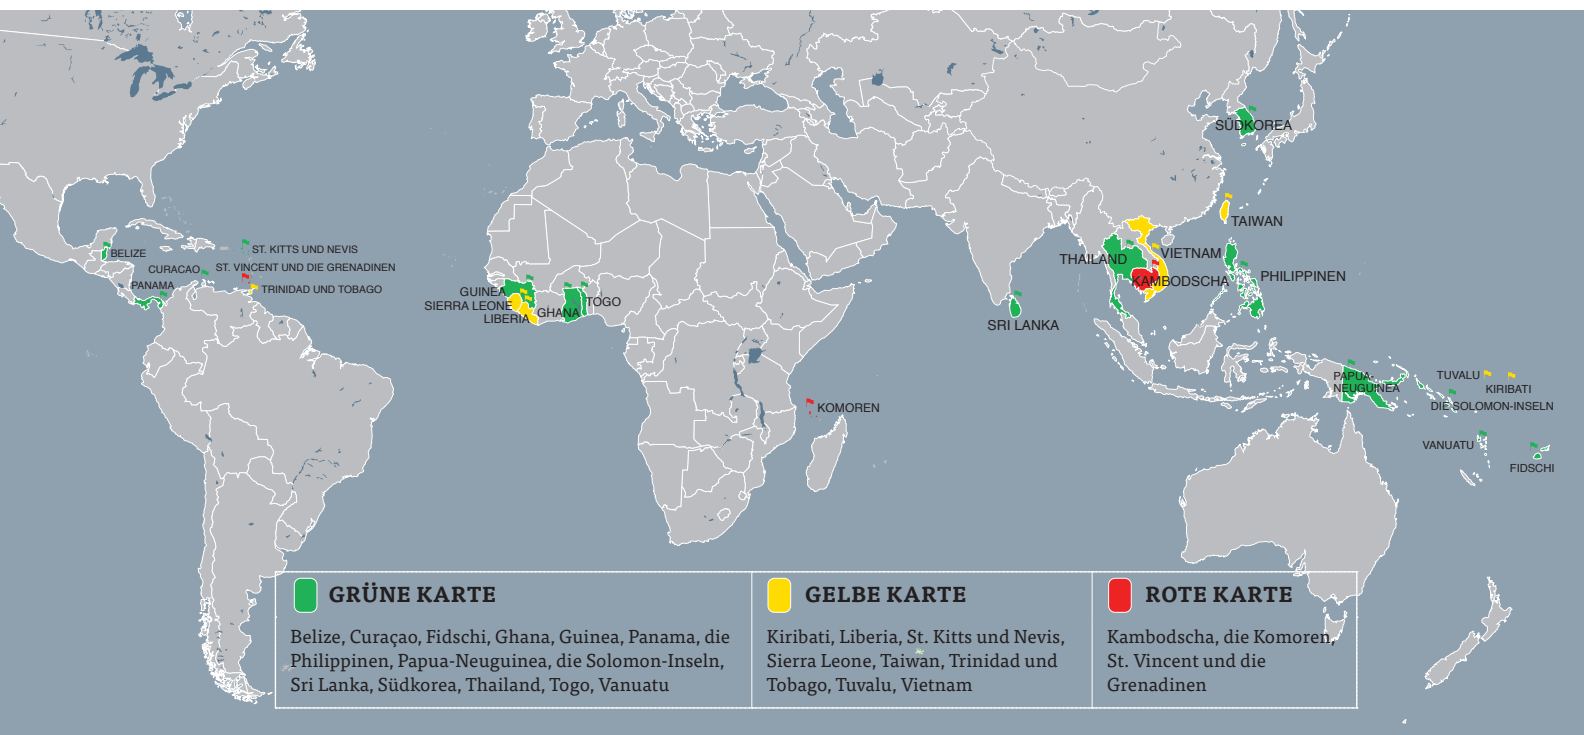 SÜDKOREA
TAIWAN
BELIZE
ST. KITTS UND NEVIS
CURACAO
ST. VINCENT UND DIE GRENADINEN
PANAMA
TRINIDAD UND TOBAGO
THAILAND
VIETNAM
KAMBODSCHA
PHILIPPINEN
GUINEA
SIERRA LEONE
LIBERIA
GHANA
TOGO
SRI LANKA
PAPUA-
NEUGUINEA
TUVALU
KIRIBATI
DIE SOLOMON-INSELN
KOMOREN
VANUATU
FIDSCHI
GRÜNE KARTE
Belize, Curaçao, Fidschi, Ghana, Guinea, Panama, die
Philippinen, Papua-Neuguinea, die Solomon-Inseln,
Sri Lanka, Südkorea, Thailand, Togo, Vanuatu
GELBE KARTE
Kiribati, Liberia, St. Kitts und Nevis,
Sierra Leone, Taiwan, Trinidad und
Tobago, Tuvalu, Vietnam
ROTE KARTE
Kambodscha, die Komoren,
St. Vincent und die
Grenadinen